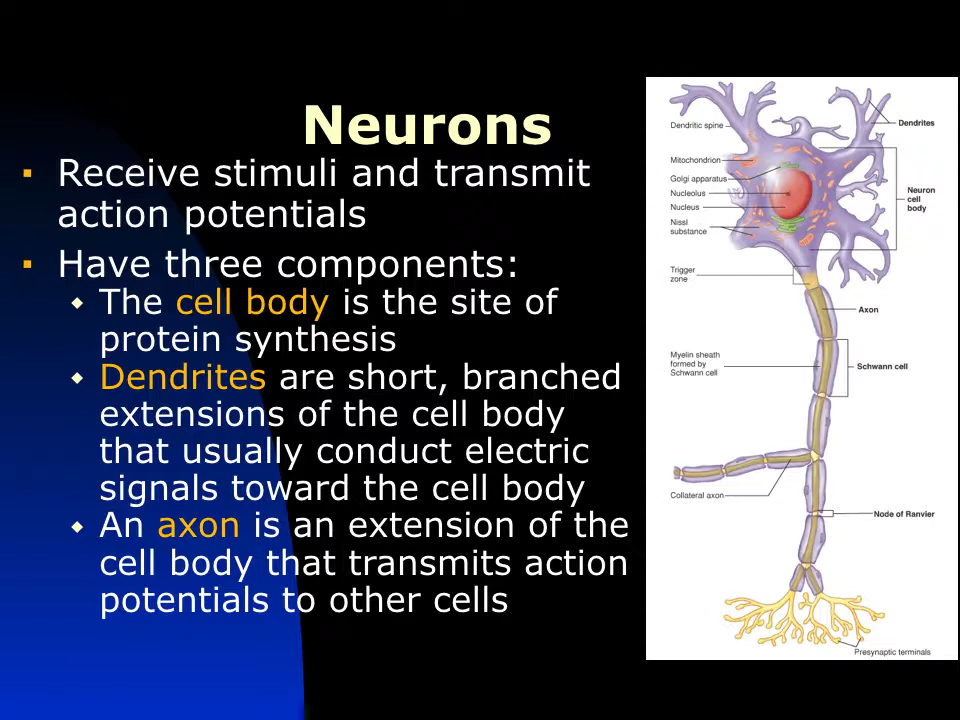 Neurons
▪ Receive stimuli and transmit
action potentials
▪ Have three components:
◆ The cell body is the site of
protein synthesis
◆ Dendrites are short, branched
extensions of the cell body
that usually conduct electric
signals toward the cell body
◆ An axon is an extension of the
cell body that transmits action
potentials to other cells
Dendritic spine
Dendrites
Mitochondrion
Golgi apparatus
Nucleolus
Nucleus
Nissl
substance
Neuron
cell
body
Trigger
zone
Axon
Myelin sheath
formed by
Schwann cell
Schwann cell
Collateral axon
Node of Ranvier
Presynaptic terminals